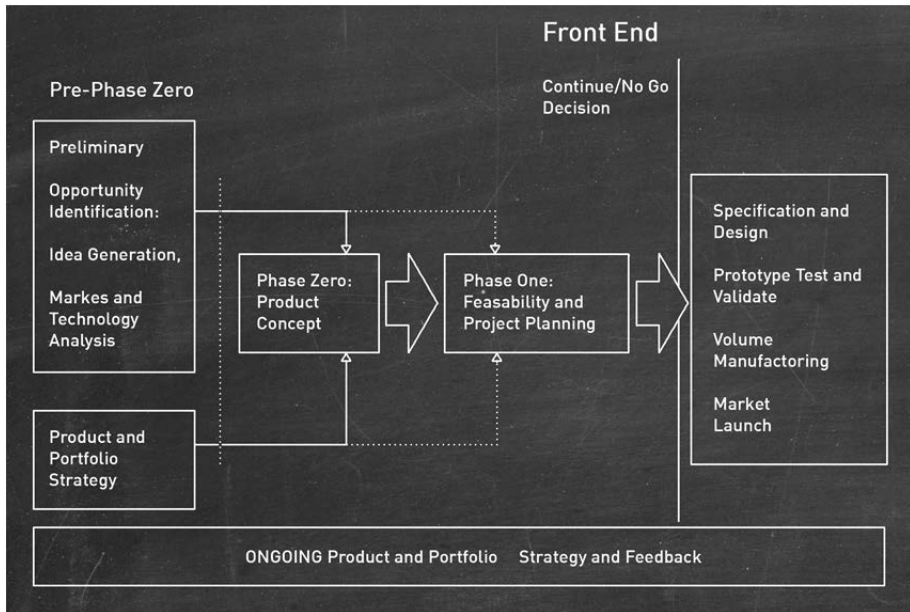 Front End
Pre-Phase Zero
Continue/No Go
Decision
Preliminary
Opportunity
Identification:
Idea Generation,
Markes and
Technology
Analysis
Phase Zero:
Product
Concept
Phase One:
Feasability and
Project Planning
Specification and
Design
Prototype Test and
Validate
Volume
Manufactoring
Market
Launch
Product and
Portfolio
Strategy
ONGOING Product and Portfolio Strategy and Feedback